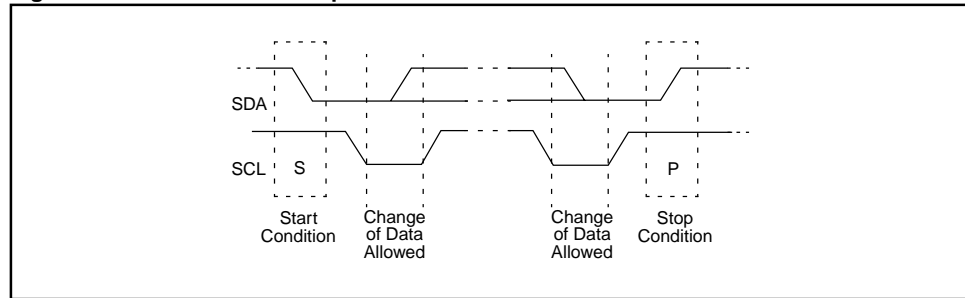 SDA
SCL
S
P
Start
Condition
Change
of Data
Allowed
Change
of Data
Allowed
Stop
Condition